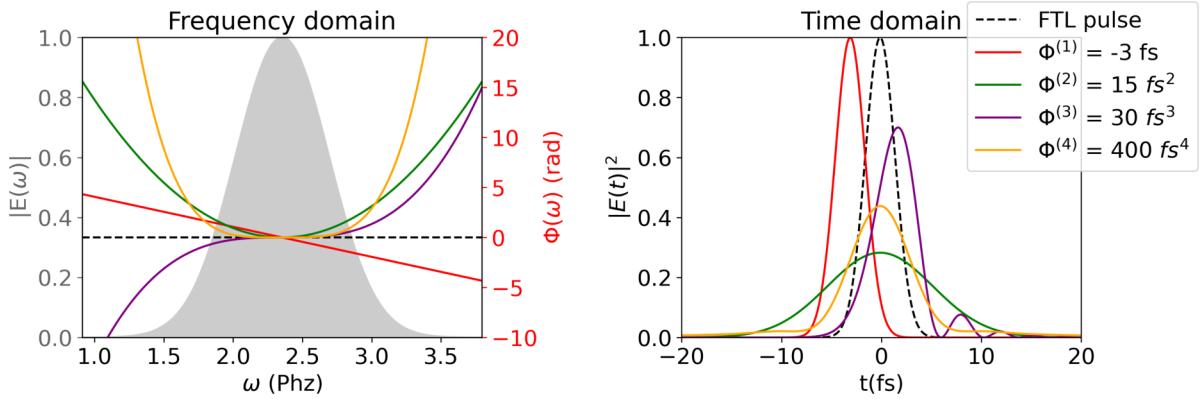 Frequency domain
1.0
0.8
0.6
0.4
0.2
0.0
|E(ω)|
20
15
10
5
0
−5
−10
Φ(ω) (rad)
1.0 1.5 2.0 2.5 3.0 3.5
ω (Phz)
Time domain
1.0
0.8
0.6
0.4
0.2
0.0
|E(t)|²
−20 −10 0 10 20
t(fs)
FTL pulse
Φ⁽¹⁾ = -3 fs
Φ⁽²⁾ = 15 fs²
Φ⁽³⁾ = 30 fs³
Φ⁽⁴⁾ = 400 fs⁴